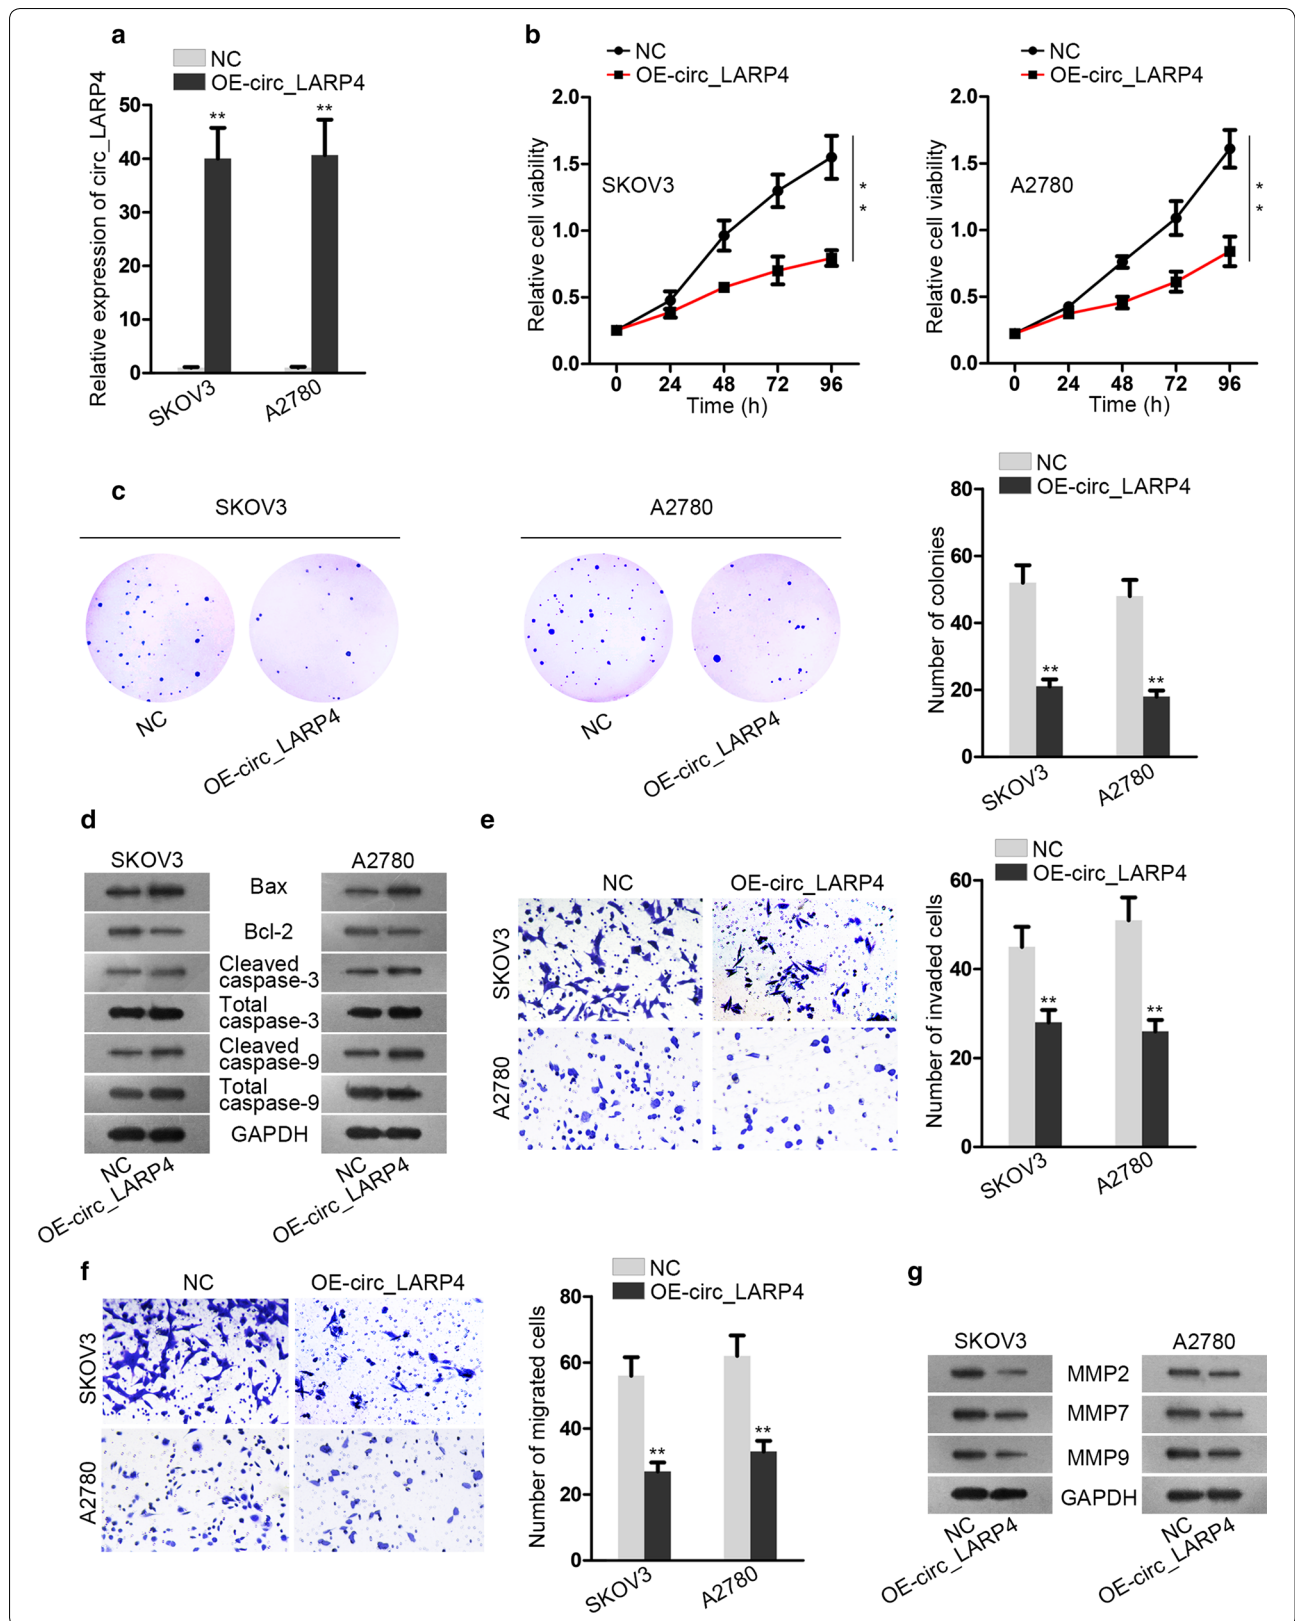 a
NC
OE-circ_LARP4
Relative expression of circ_LARP4
50
40
30
20
10
0
**
**
SKOV3
A2780
b
NC
OE-circ_LARP4
Relative cell viability
2.0
1.5
1.0
0.5
0.0
SKOV3
**
0 24 48 72 96
Time (h)
NC
OE-circ_LARP4
Relative cell viability
2.0
1.5
1.0
0.5
0.0
A2780
**
0 24 48 72 96
Time (h)
c
SKOV3
NC
OE-circ_LARP4
A2780
NC
OE-circ_LARP4
NC
OE-circ_LARP4
Number of colonies
80
60
40
20
0
**
**
SKOV3
A2780
d
SKOV3
A2780
Bax
Bcl-2
Cleaved
caspase-3
Total
caspase-3
Cleaved
caspase-9
Total
caspase-9
GAPDH
NC
OE-circ_LARP4
NC
OE-circ_LARP4
e
NC
OE-circ_LARP4
SKOV3
A2780
NC
OE-circ_LARP4
Number of invaded cells
60
40
20
0
**
**
SKOV3
A2780
f
NC
OE-circ_LARP4
SKOV3
A2780
NC
OE-circ_LARP4
Number of migrated cells
80
60
40
20
0
**
**
SKOV3
A2780
g
SKOV3
A2780
MMP2
MMP7
MMP9
GAPDH
NC
OE-circ_LARP4
NC
OE-circ_LARP4